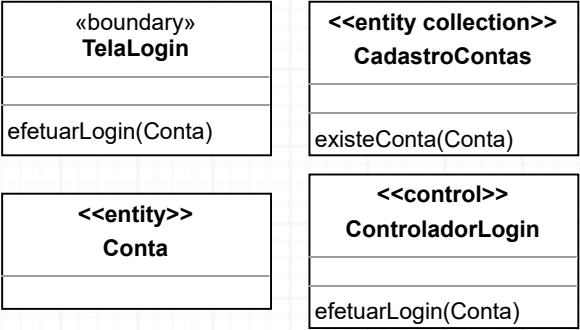 «boundary»
TelaLogin
efetuarLogin(Conta)
<<entity collection>>
CadastroContas
existeConta(Conta)
<<entity>>
Conta
<<control>>
ControladorLogin
efetuarLogin(Conta)